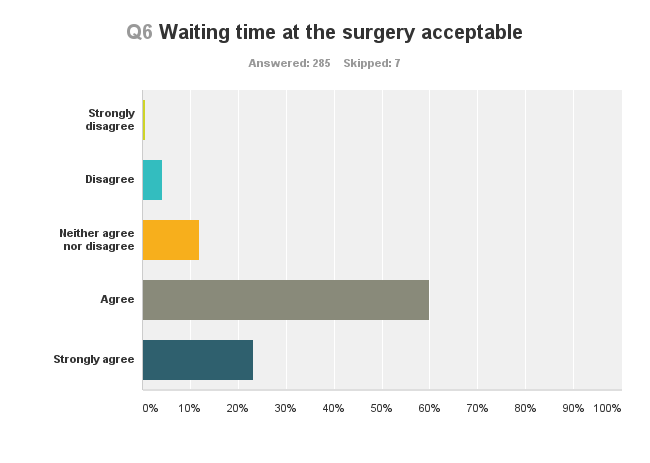 Q6 Waiting time at the surgery acceptable
Answered: 285 Skipped: 7
Strongly
disagree
Disagree
Neither agree
nor disagree
Agree
Strongly agree
0% 10% 20% 30% 40% 50% 60% 70% 80% 90% 100%